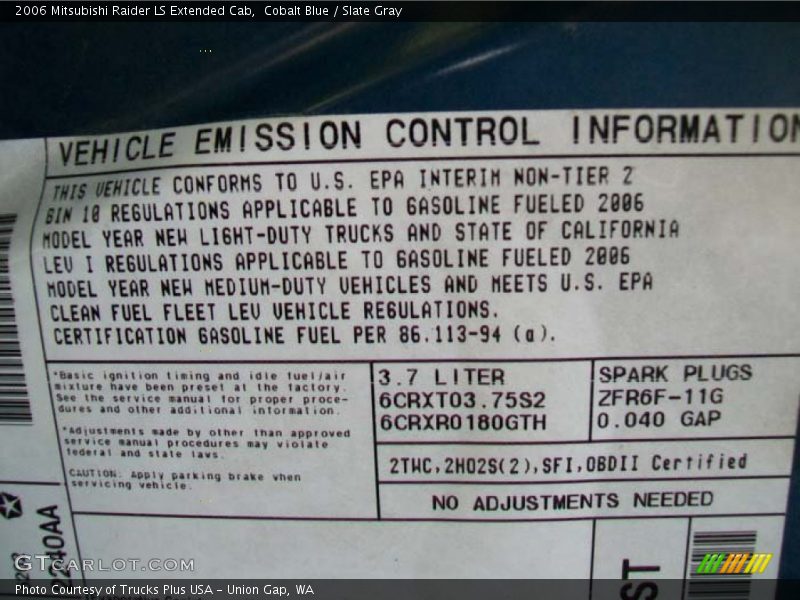 2006 Mitsubishi Raider LS Extended Cab,  Cobalt Blue / Slate Gray
VEHICLE EMISSION CONTROL INFORMATION
THIS VEHICLE CONFORMS TO U.S. EPA INTERIM NON-TIER 2
BIN 10 REGULATIONS APPLICABLE TO GASOLINE FUELED 2006
MODEL YEAR NEW LIGHT-DUTY TRUCKS AND STATE OF CALIFORNIA
LEV I REGULATIONS APPLICABLE TO GASOLINE FUELED 2006
MODEL YEAR NEW MEDIUM-DUTY VEHICLES AND MEETS U.S. EPA
CLEAN FUEL FLEET LEV VEHICLE REGULATIONS.
CERTIFICATION GASOLINE FUEL PER 86.113-94 (a).
*Basic ignition timing and idle fuel/air
mixture have been preset at the factory.
See the service manual for proper proce-
dures and other additional information.
*Adjustments made by other than approved
service manual procedures may violate
federal and state laws.
CAUTION: Apply parking brake when
servicing vehicle.
3.7 LITER
6CRXT03.75S2
6CRXR0180GTH
SPARK PLUGS
ZFR6F-11G
0.040 GAP
2TWC,2HO2S(2),SFI,OBDII Certified
NO ADJUSTMENTS NEEDED
2240AA
ST
GTCARLOT.COM
Photo Courtesy of Trucks Plus USA - Union Gap, WA